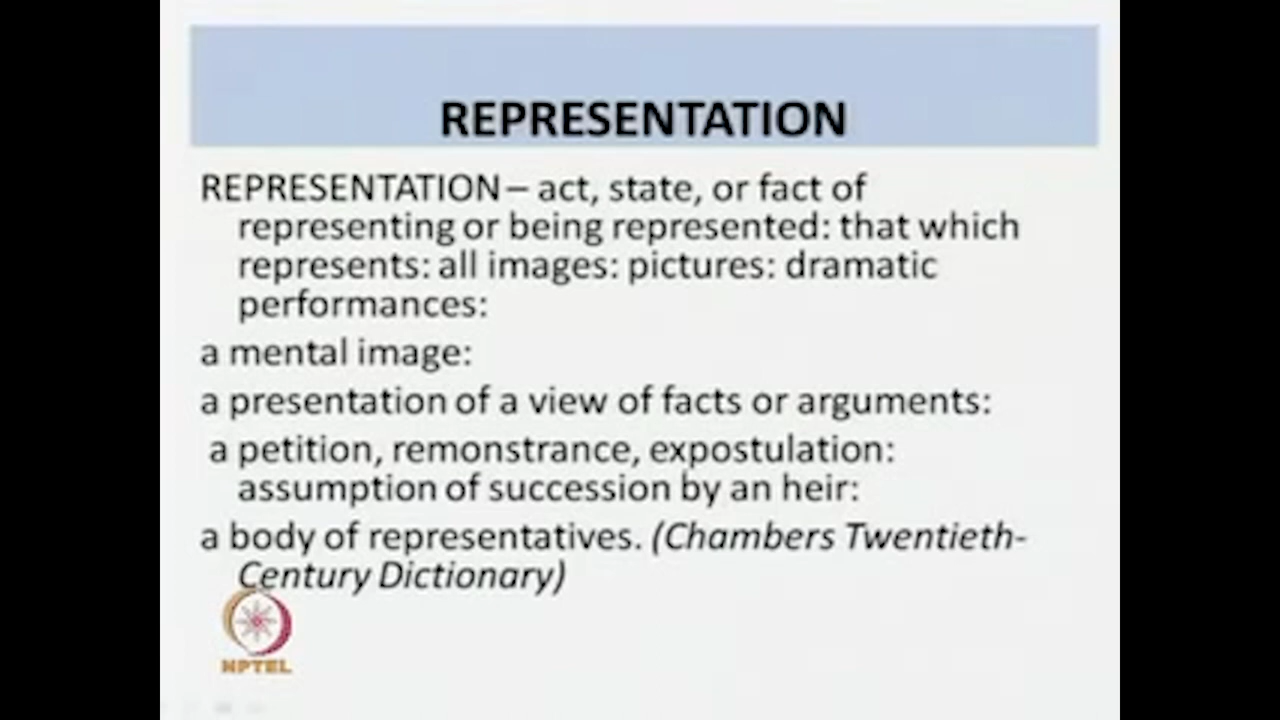 REPRESENTATION
REPRESENTATION – act, state, or fact of
representing or being represented: that which
represents: all images: pictures: dramatic
performances:
a mental image:
a presentation of a view of facts or arguments:
a petition, remonstrance, expostulation:
assumption of succession by an heir:
a body of representatives. (Chambers Twentieth-
Century Dictionary)
NPTEL